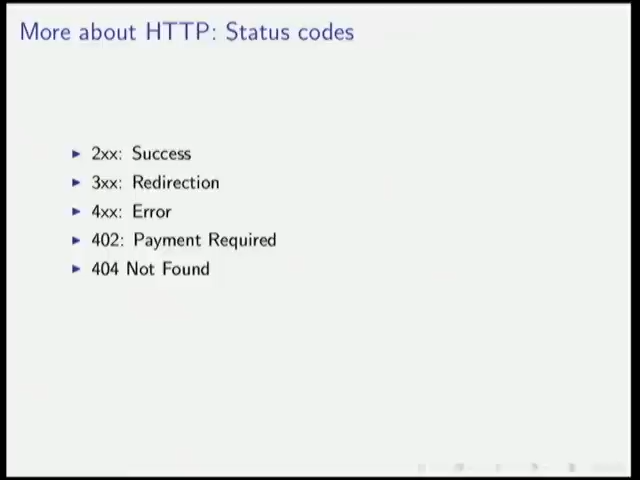 More about HTTP: Status codes
2xx: Success
3xx: Redirection
4xx: Error
402: Payment Required
404 Not Found